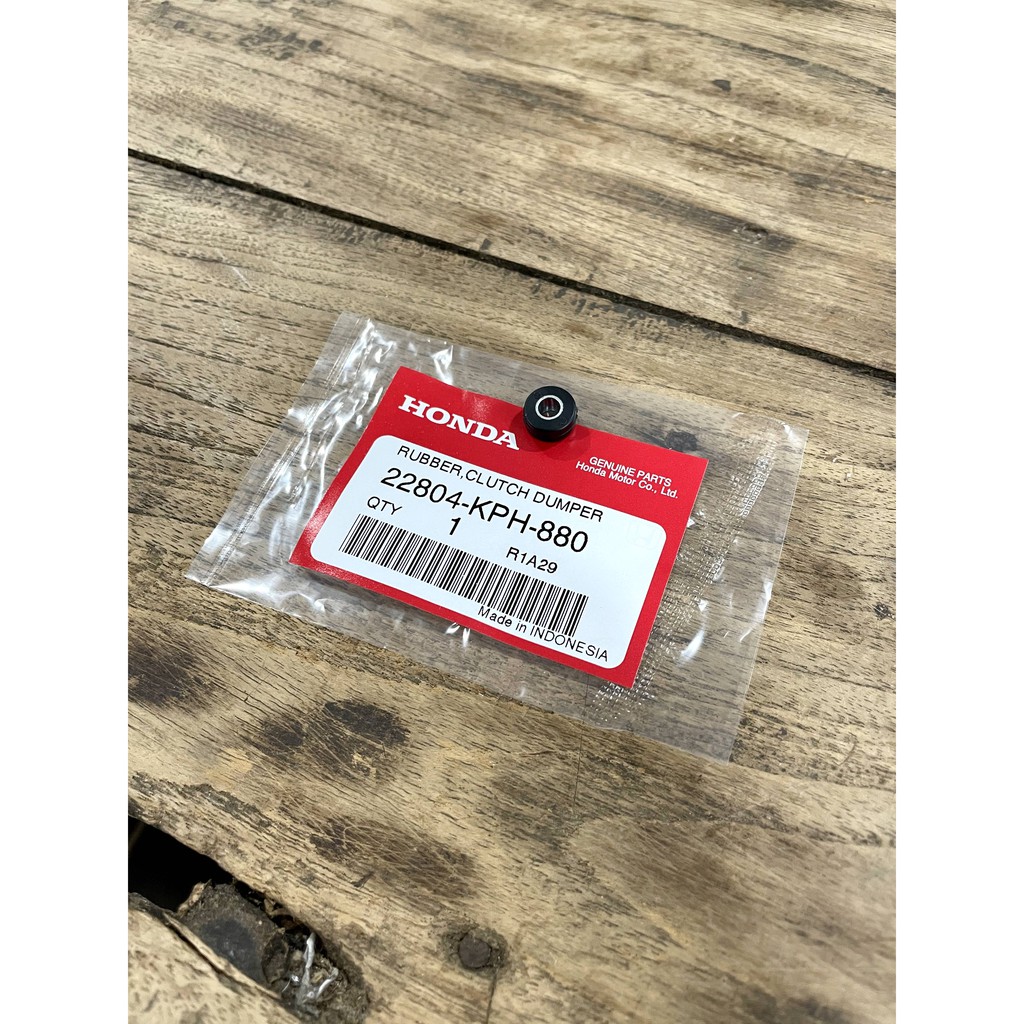 HONDA
GENUINE PARTS
Honda Motor Co., Ltd.
RUBBER,CLUTCH DUMPER
22804-KPH-880
QTY 1 R1A29
Made in INDONESIA